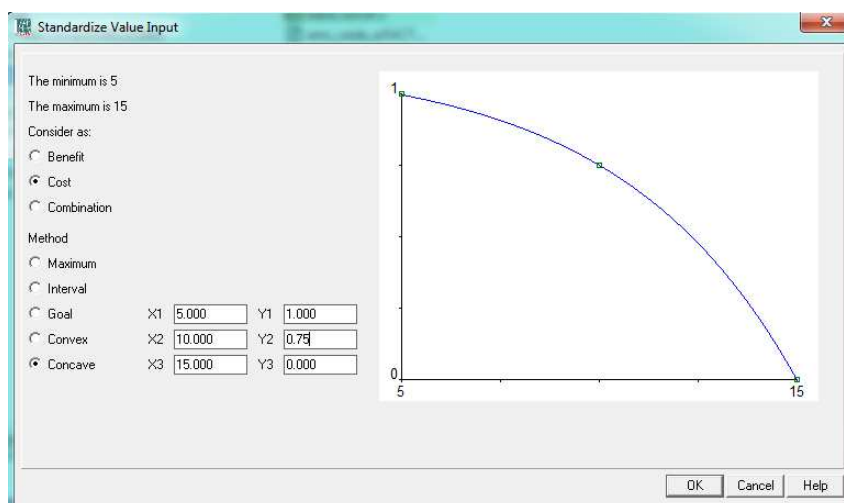 Standardize Value Input
The minimum is 5
The maximum is 15
Consider as:
Benefit
Cost
Combination
Method
Maximum
Interval
Goal X1 5.000 Y1 1.000
Convex X2 10.000 Y2 0.75
Concave X3 15.000 Y3 0.000
1
0
5 15
OK Cancel Help